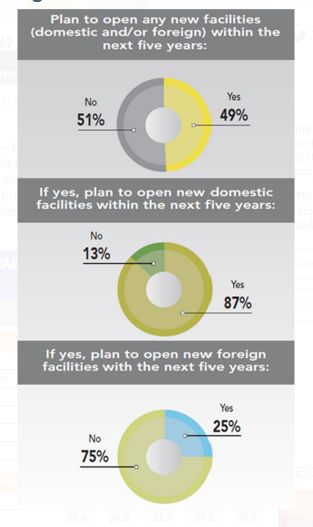 Plan to open any new facilities
(domestic and/or foreign) within the
next five years:
No
51%
Yes
49%
If yes, plan to open new domestic
facilities within the next five years:
No
13%
Yes
87%
If yes, plan to open new foreign
facilities with the next five years:
Yes
25%
No
75%